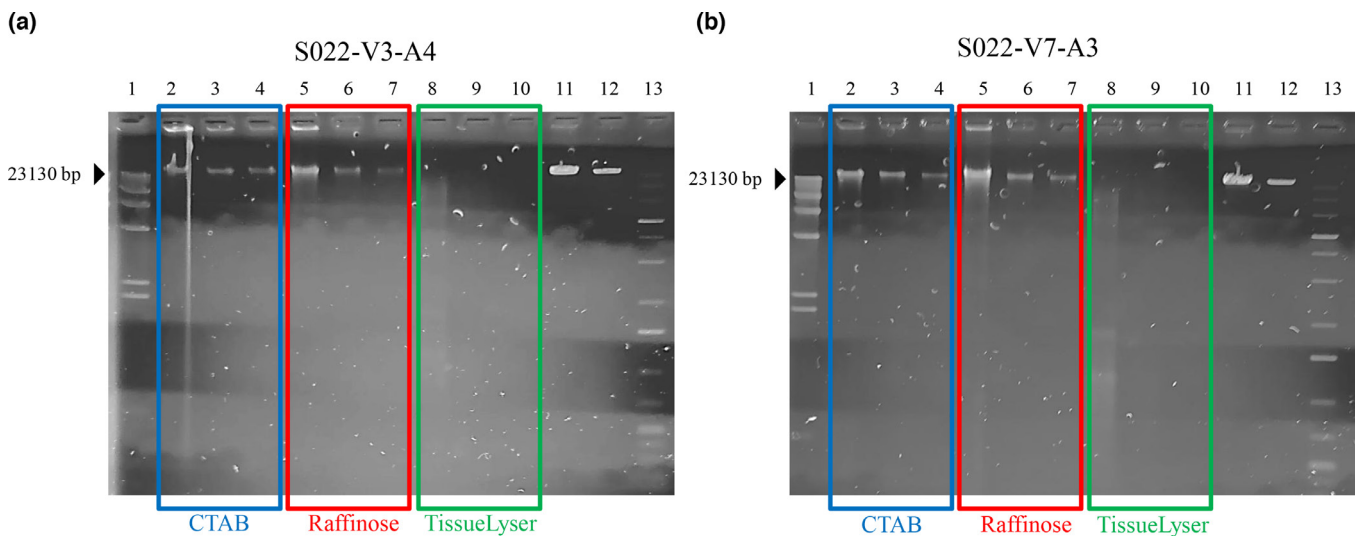 (a)
S022-V3-A4
1 2 3 4 5 6 7 8 9 10 11 12 13
23130 bp
CTAB Raffinose TissueLyser
(b)
S022-V7-A3
1 2 3 4 5 6 7 8 9 10 11 12 13
23130 bp
CTAB Raffinose TissueLyser